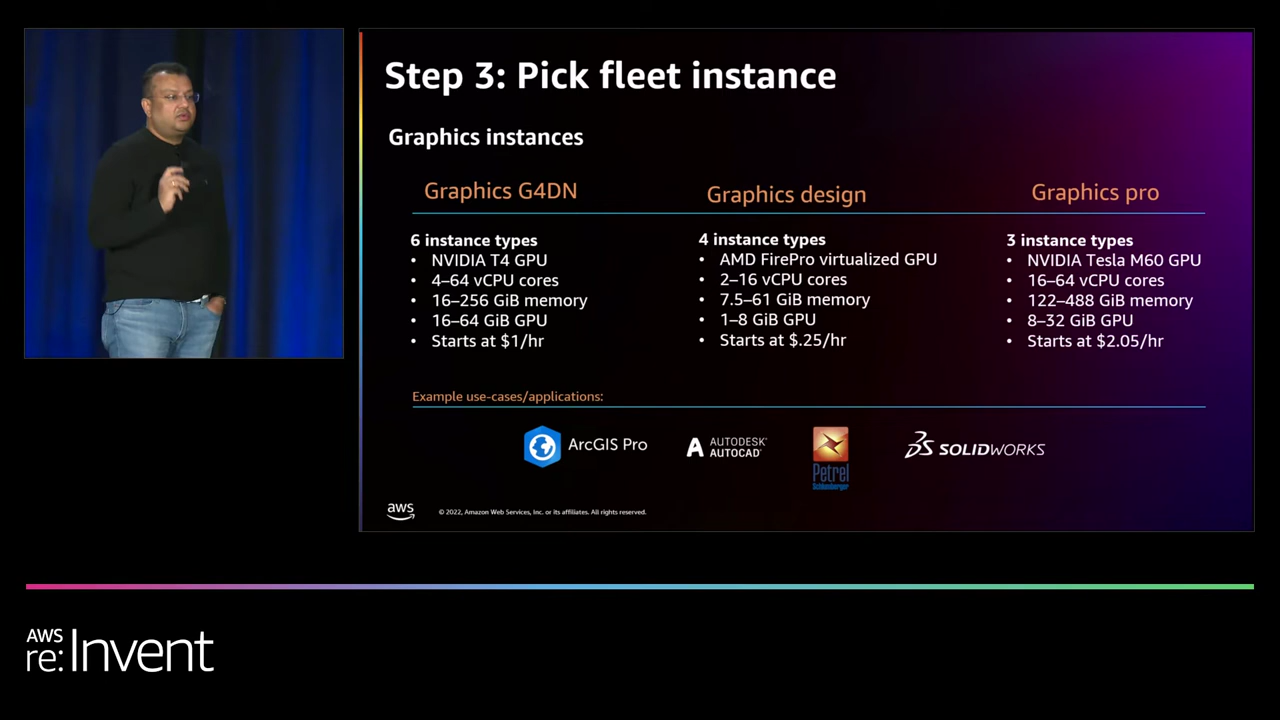 Step 3: Pick fleet instance
Graphics instances
Graphics G4DN
6 instance types
• NVIDIA T4 GPU
• 4–64 vCPU cores
• 16–256 GiB memory
• 16–64 GiB GPU
• Starts at $1/hr
Graphics design
4 instance types
• AMD FirePro virtualized GPU
• 2–16 vCPU cores
• 7.5–61 GiB memory
• 1–8 GiB GPU
• Starts at $.25/hr
Graphics pro
3 instance types
• NVIDIA Tesla M60 GPU
• 16–64 vCPU cores
• 122–488 GiB memory
• 8–32 GiB GPU
• Starts at $2.05/hr
Example use-cases/applications:
ArcGIS Pro
AUTODESK
AUTOCAD
Petrel
Schlumberger
SOLIDWORKS
aws
© 2022, Amazon Web Services, Inc. or its affiliates. All rights reserved.
AWS
re:Invent